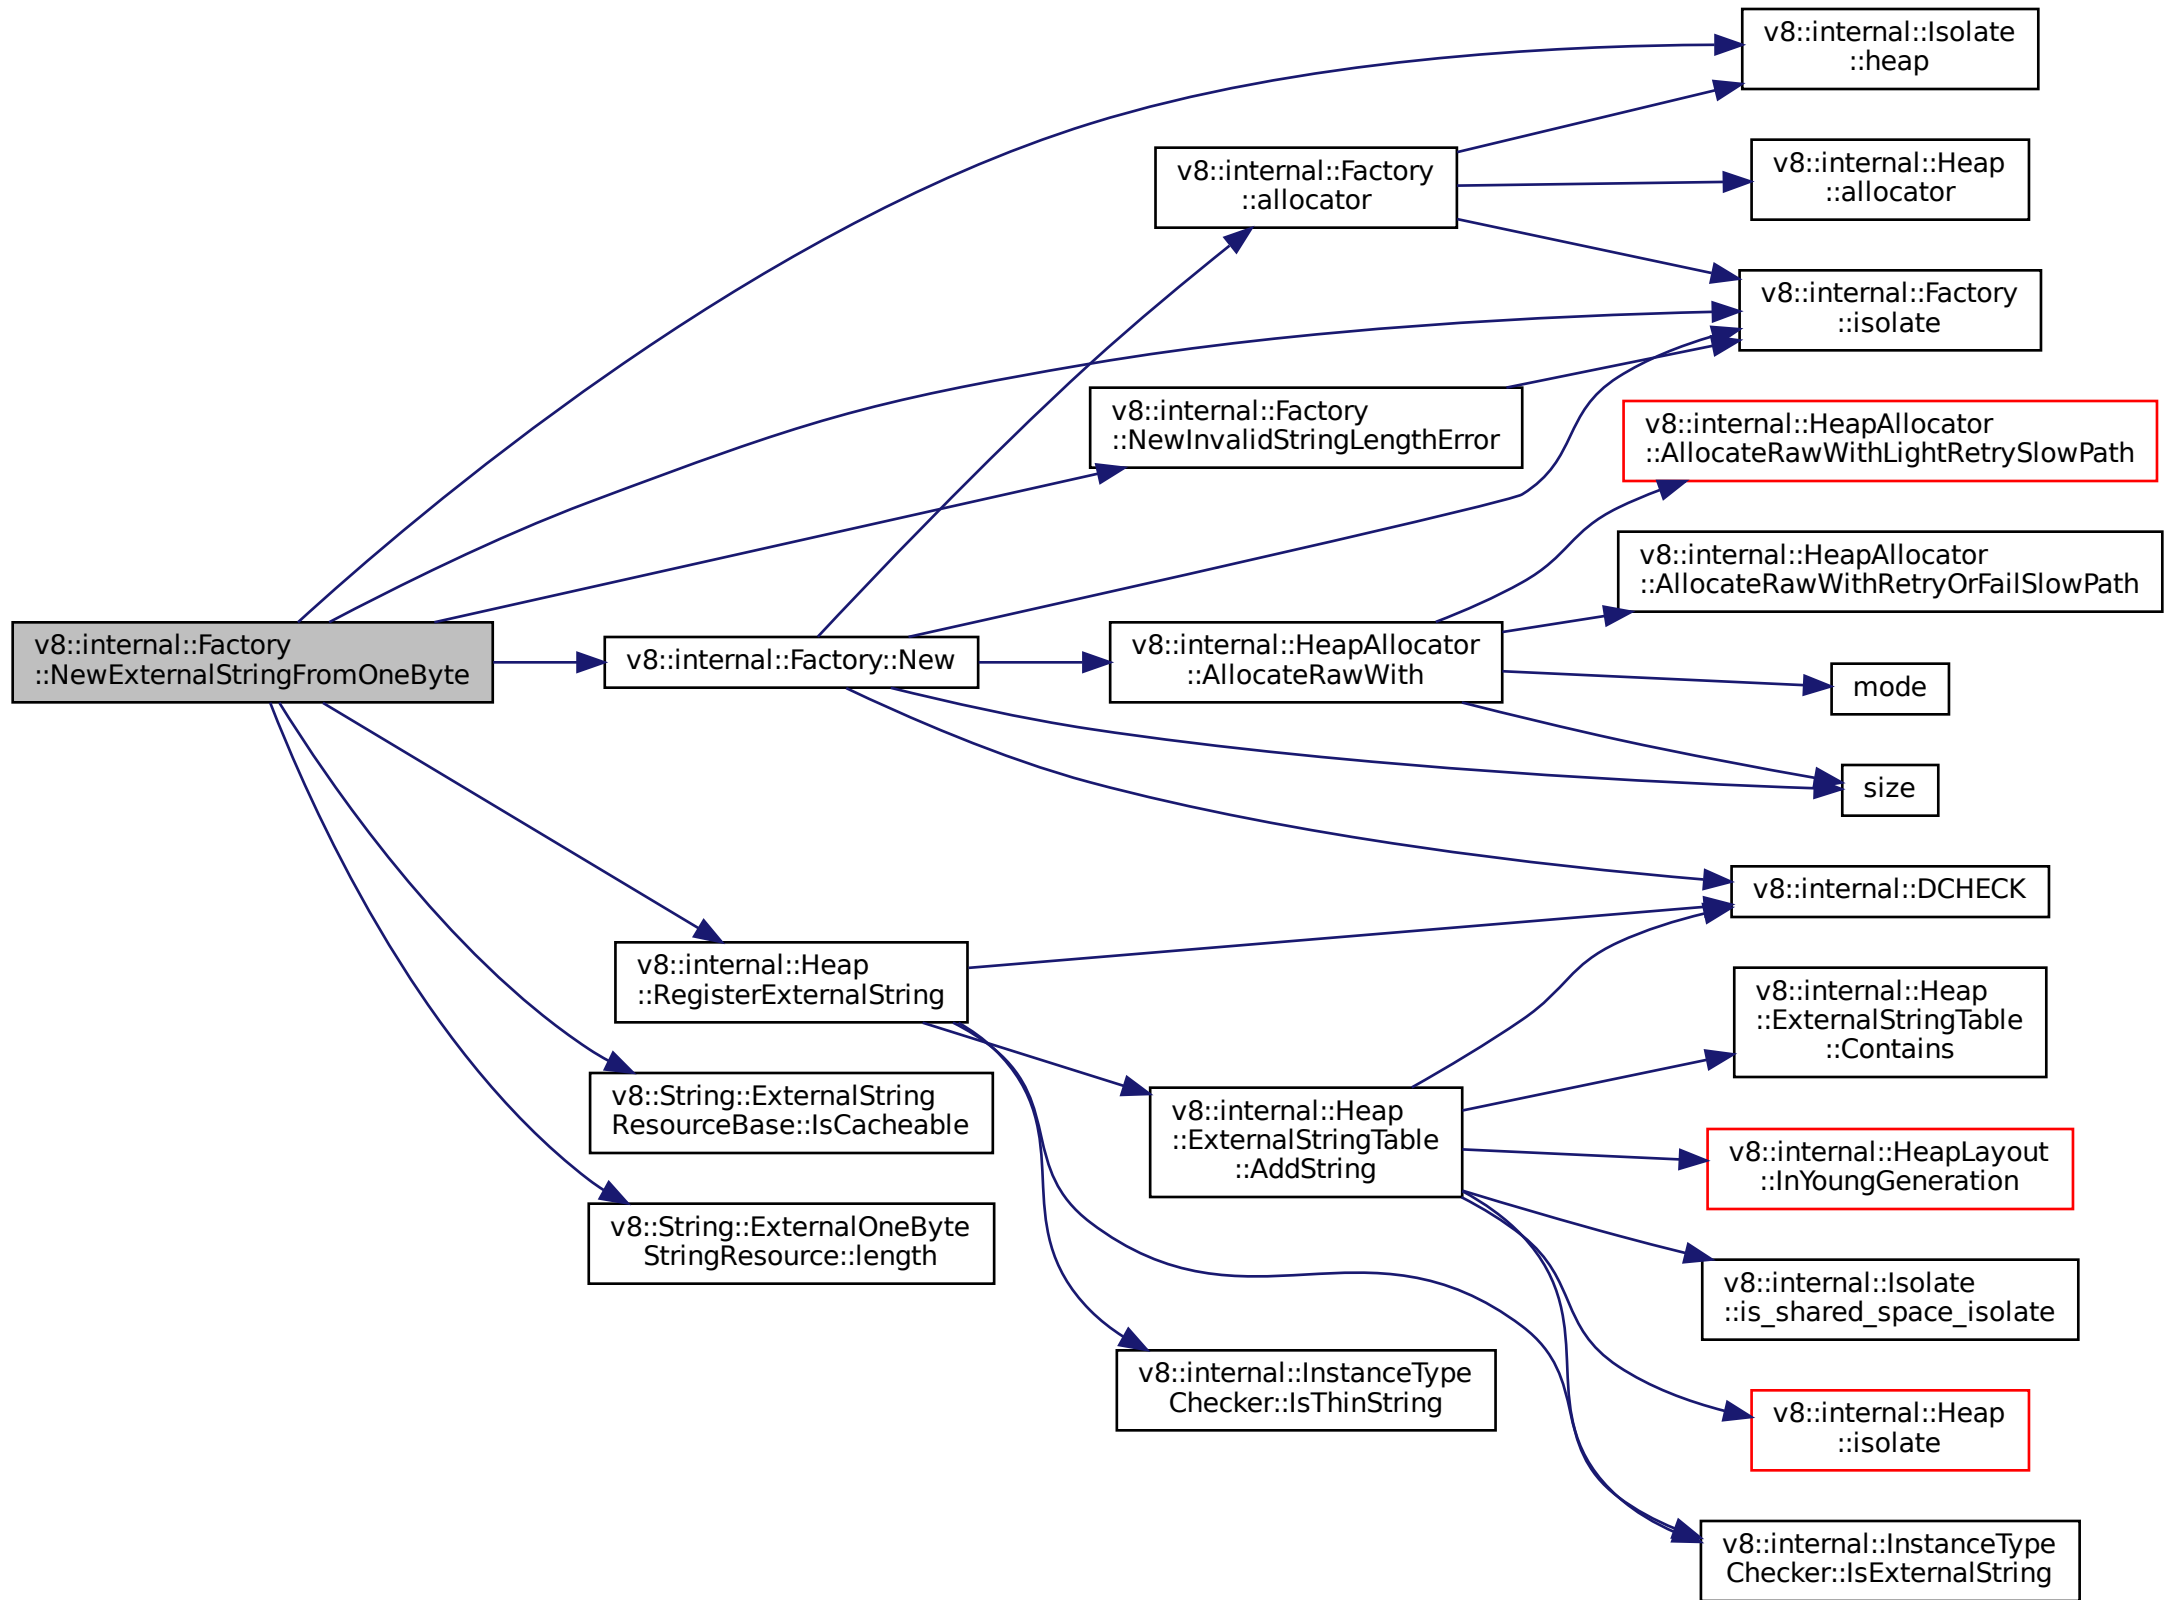 v8::internal::Isolate
::heap
v8::internal::Factory
::allocator
v8::internal::Heap
::allocator
v8::internal::Factory
::isolate
v8::internal::Factory
::NewInvalidStringLengthError
v8::internal::HeapAllocator
::AllocateRawWithLightRetrySlowPath
v8::internal::HeapAllocator
::AllocateRawWithRetryOrFailSlowPath
v8::internal::Factory
::NewExternalStringFromOneByte
v8::internal::Factory::New
v8::internal::HeapAllocator
::AllocateRawWith
mode
size
v8::internal::DCHECK
v8::internal::Heap
::RegisterExternalString
v8::internal::Heap
::ExternalStringTable
::Contains
v8::String::ExternalString
ResourceBase::IsCacheable
v8::internal::Heap
::ExternalStringTable
::AddString
v8::internal::HeapLayout
::InYoungGeneration
v8::String::ExternalOneByte
StringResource::length
v8::internal::Isolate
::is_shared_space_isolate
v8::internal::InstanceType
Checker::IsThinString
v8::internal::Heap
::isolate
v8::internal::InstanceType
Checker::IsExternalString